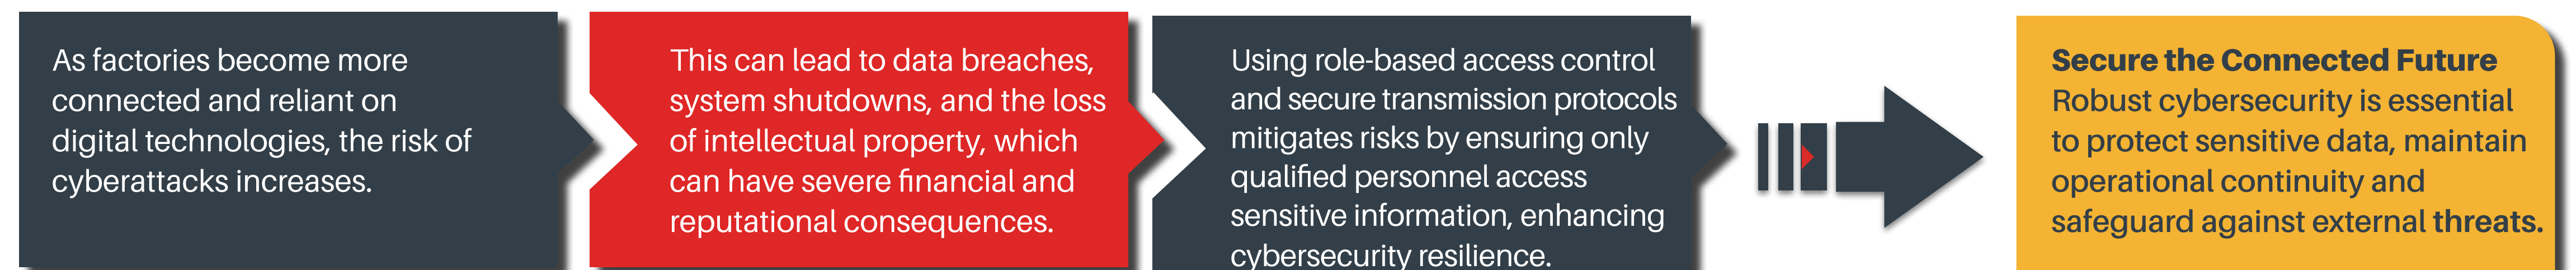 As factories become more
connected and reliant on
digital technologies, the risk of
cyberattacks increases.
This can lead to data breaches,
system shutdowns, and the loss
of intellectual property, which
can have severe financial and
reputational consequences.
Using role-based access control
and secure transmission protocols
mitigates risks by ensuring only
qualified personnel access
sensitive information, enhancing
cybersecurity resilience.
Secure the Connected Future
Robust cybersecurity is essential
to protect sensitive data, maintain
operational continuity and
safeguard against external threats.